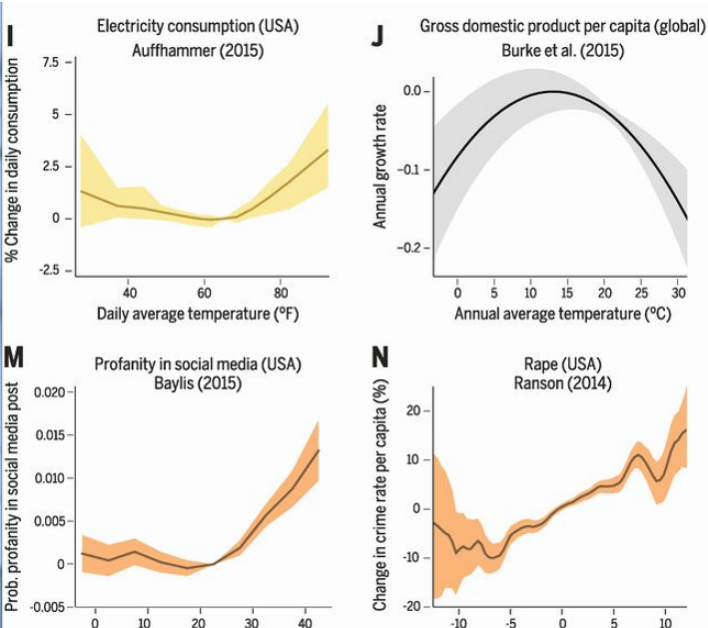 I
Electricity consumption (USA)
Auffhammer (2015)
% Change in daily consumption
7.5
5
2.5
0
-2.5
40 60 80
Daily average temperature (ºF)
J
Gross domestic product per capita (global)
Burke et al. (2015)
Annual growth rate
0.0
-0.1
-0.2
0 5 10 15 20 25 30
Annual average temperature (ºC)
M
Profanity in social media (USA)
Baylis (2015)
Prob. profanity in social media post
0.020
0.015
0.010
0.005
0
-0.005
0 10 20 30 40
N
Rape (USA)
Ranson (2014)
Change in crime rate per capita (%)
20
10
0
-10
-20
-10 -5 0 5 10